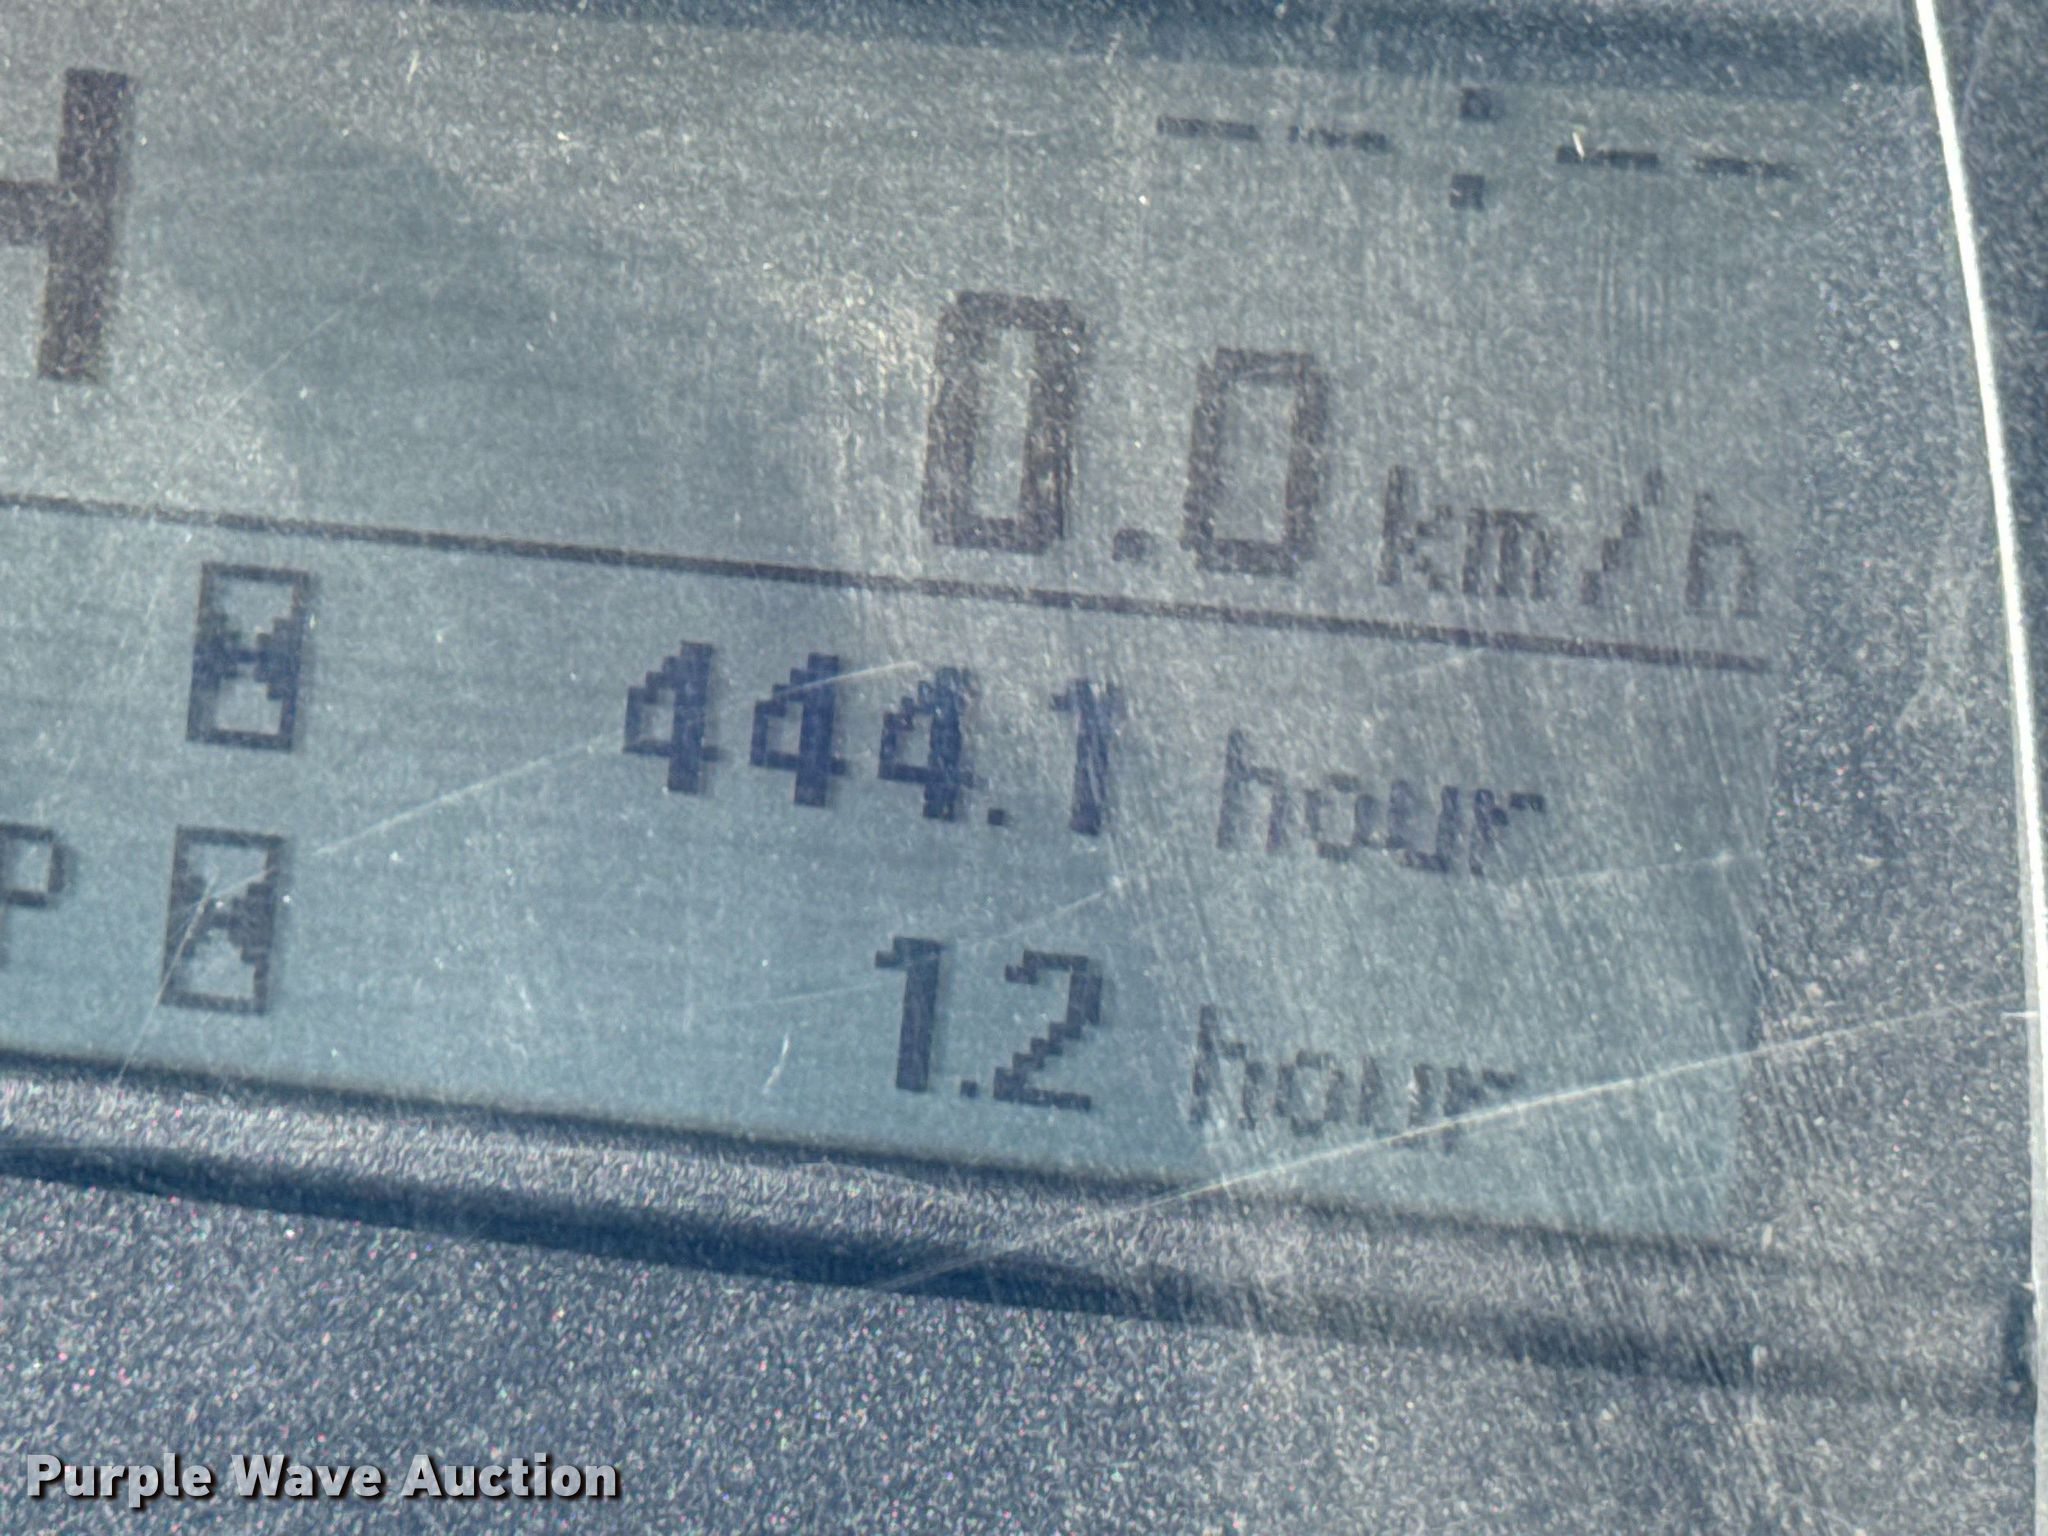 H
--:--
0.0 km/h
444.1 hour
P
1.2 hour
Purple Wave Auction